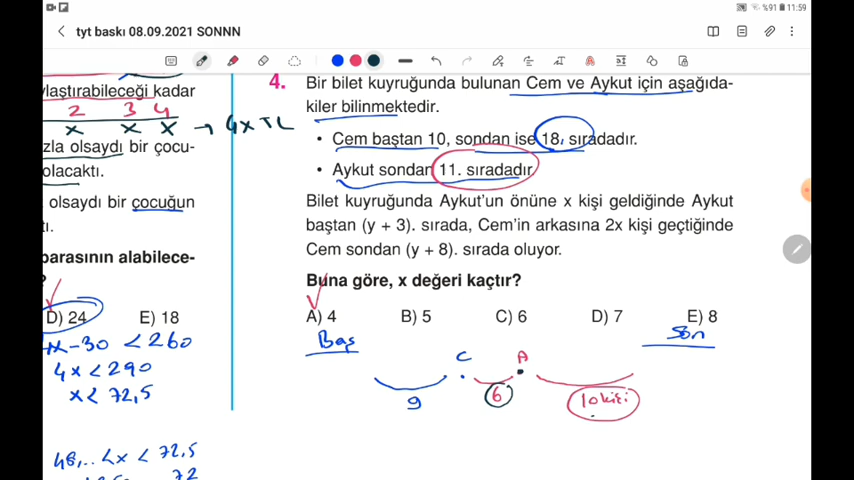 %91 11:59
tyt baskı 08.09.2021 SONNN
ylaştırabileceği kadar
2 3 4
x x x → 4x TL
zla olsaydı bir çocu-
olacaktı.
olsaydı bir çocuğun
tı.
parasının alabilece-
?
D) 24 E) 18
4x-30 < 260
4x < 290
x < 72,5
48,.. < x < 72,5
72
4. Bir bilet kuyruğunda bulunan Cem ve Aykut için aşağıda-
kiler bilinmektedir.
• Cem baştan 10, sondan ise 18. sıradadır.
• Aykut sondan 11. sıradadır.
Bilet kuyruğunda Aykut'un önüne x kişi geldiğinde Aykut
baştan (y + 3). sırada, Cem'in arkasına 2x kişi geçtiğinde
Cem sondan (y + 8). sırada oluyor.
Buna göre, x değeri kaçtır?
A) 4 B) 5 C) 6 D) 7 E) 8
Baş Son
C A
9 6 10 kişi